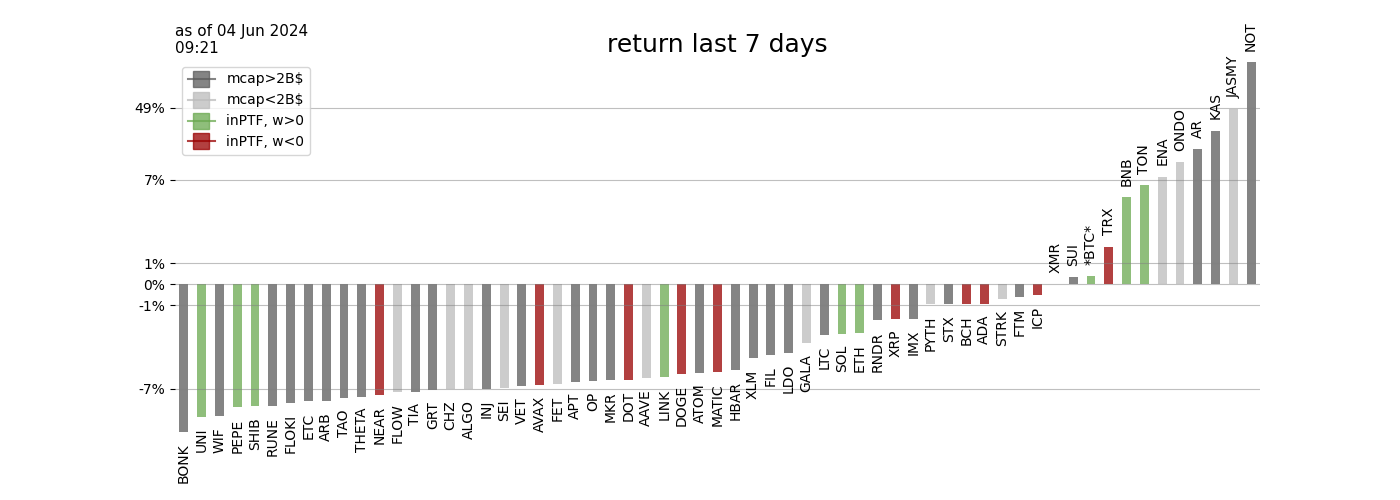 as of 04 Jun 2024
09:21
return last 7 days
mcap>2B$
mcap<2B$
inPTF, w>0
inPTF, w<0
49%
7%
1%
0%
-1%
-7%
BONK
UNI
WIF
PEPE
SHIB
RUNE
FLOKI
ETC
ARB
TAO
THETA
NEAR
FLOW
TIA
GRT
CHZ
ALGO
INJ
SEI
VET
AVAX
FET
APT
OP
MKR
DOT
AAVE
LINK
DOGE
ATOM
MATIC
HBAR
XLM
FIL
LDO
GALA
LTC
SOL
ETH
RNDR
XRP
IMX
PYTH
STX
BCH
ADA
STRK
FTM
ICP
XMR
SUI
*BTC*
TRX
BNB
TON
ENA
ONDO
AR
KAS
JASMY
NOT